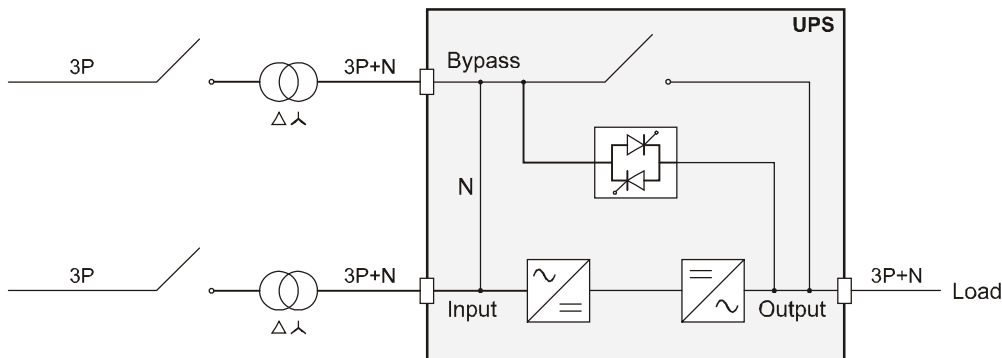 UPS
3P
3P+N
Bypass
N
3P
3P+N
Input
Output
3P+N
Load